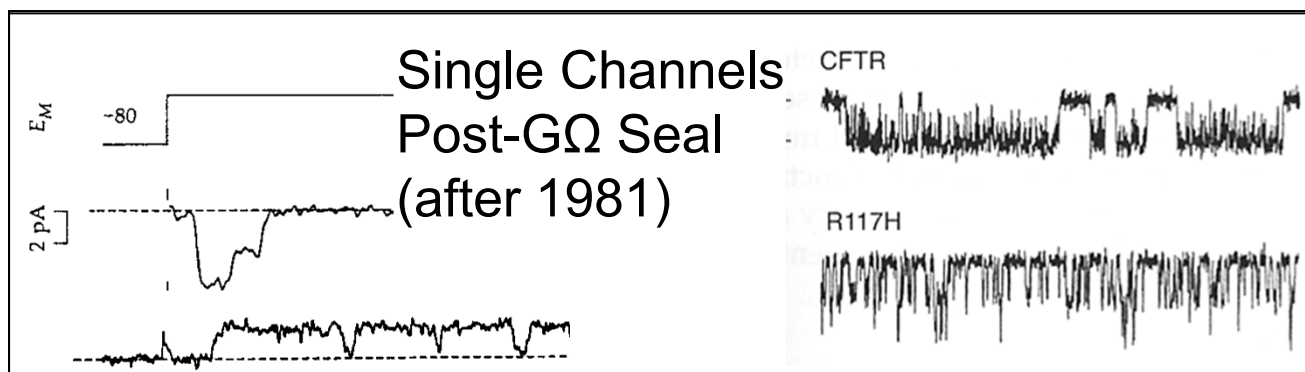 Single Channels
Post-GΩ Seal
(after 1981)
E_M
-80
2 pA
CFTR
R117H